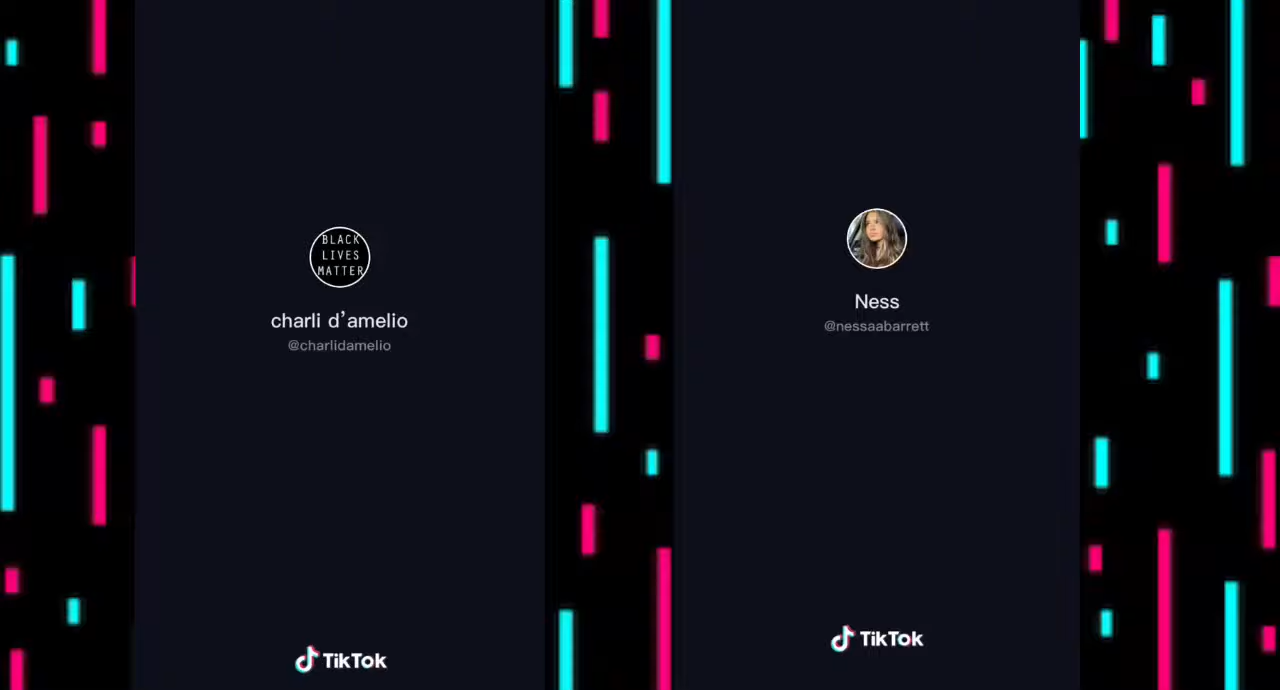 BLACK
LIVES
MATTER
charli d’amelio
@charlidamelio
TikTok
Ness
@nessaabarrett
TikTok